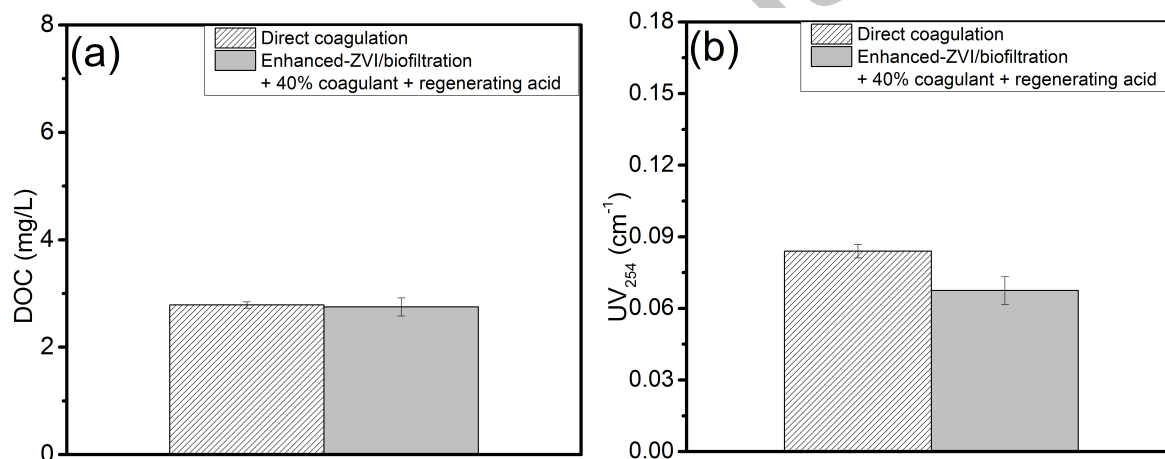 (a)
Direct coagulation
Enhanced-ZVI/biofiltration
+ 40% coagulant + regenerating acid
DOC (mg/L)
8
6
4
2
0
(b)
Direct coagulation
Enhanced-ZVI/biofiltration
+ 40% coagulant + regenerating acid
UV254 (cm-1)
0.18
0.15
0.12
0.09
0.06
0.03
0.00